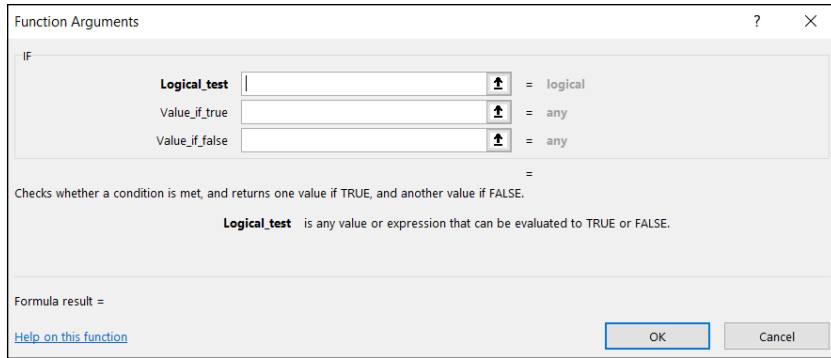 Function Arguments ? ×
IF
Logical_test = logical
Value_if_true = any
Value_if_false = any
=
Checks whether a condition is met, and returns one value if TRUE, and another value if FALSE.
Logical_test is any value or expression that can be evaluated to TRUE or FALSE.
Formula result =
Help on this function OK Cancel